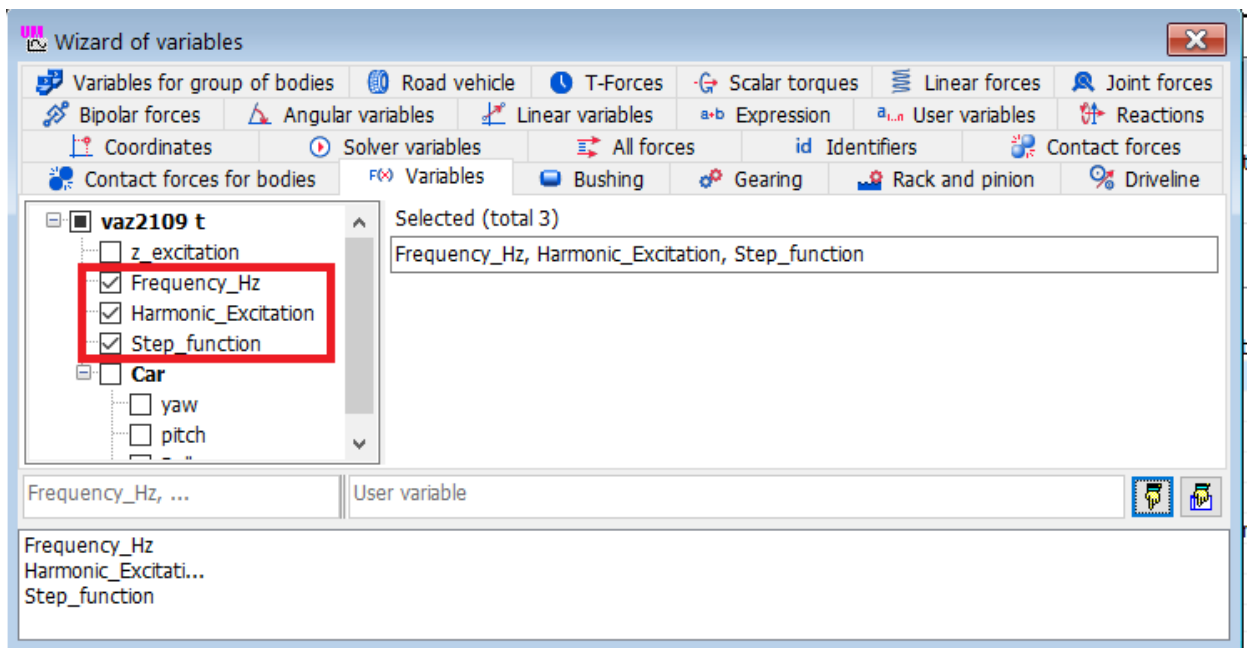 UM Wizard of variables
Variables for group of bodies Road vehicle T-Forces Scalar torques Linear forces Joint forces
Bipolar forces Angular variables Linear variables a+b Expression User variables Reactions
Coordinates Solver variables All forces id Identifiers Contact forces
Contact forces for bodies F(x) Variables Bushing Gearing Rack and pinion Driveline
vaz2109 t Selected (total 3)
z_excitation Frequency_Hz, Harmonic_Excitation, Step_function
Frequency_Hz
Harmonic_Excitation
Step_function
Car
yaw
pitch
Frequency_Hz, ... User variable
Frequency_Hz
Harmonic_Excitati...
Step_function